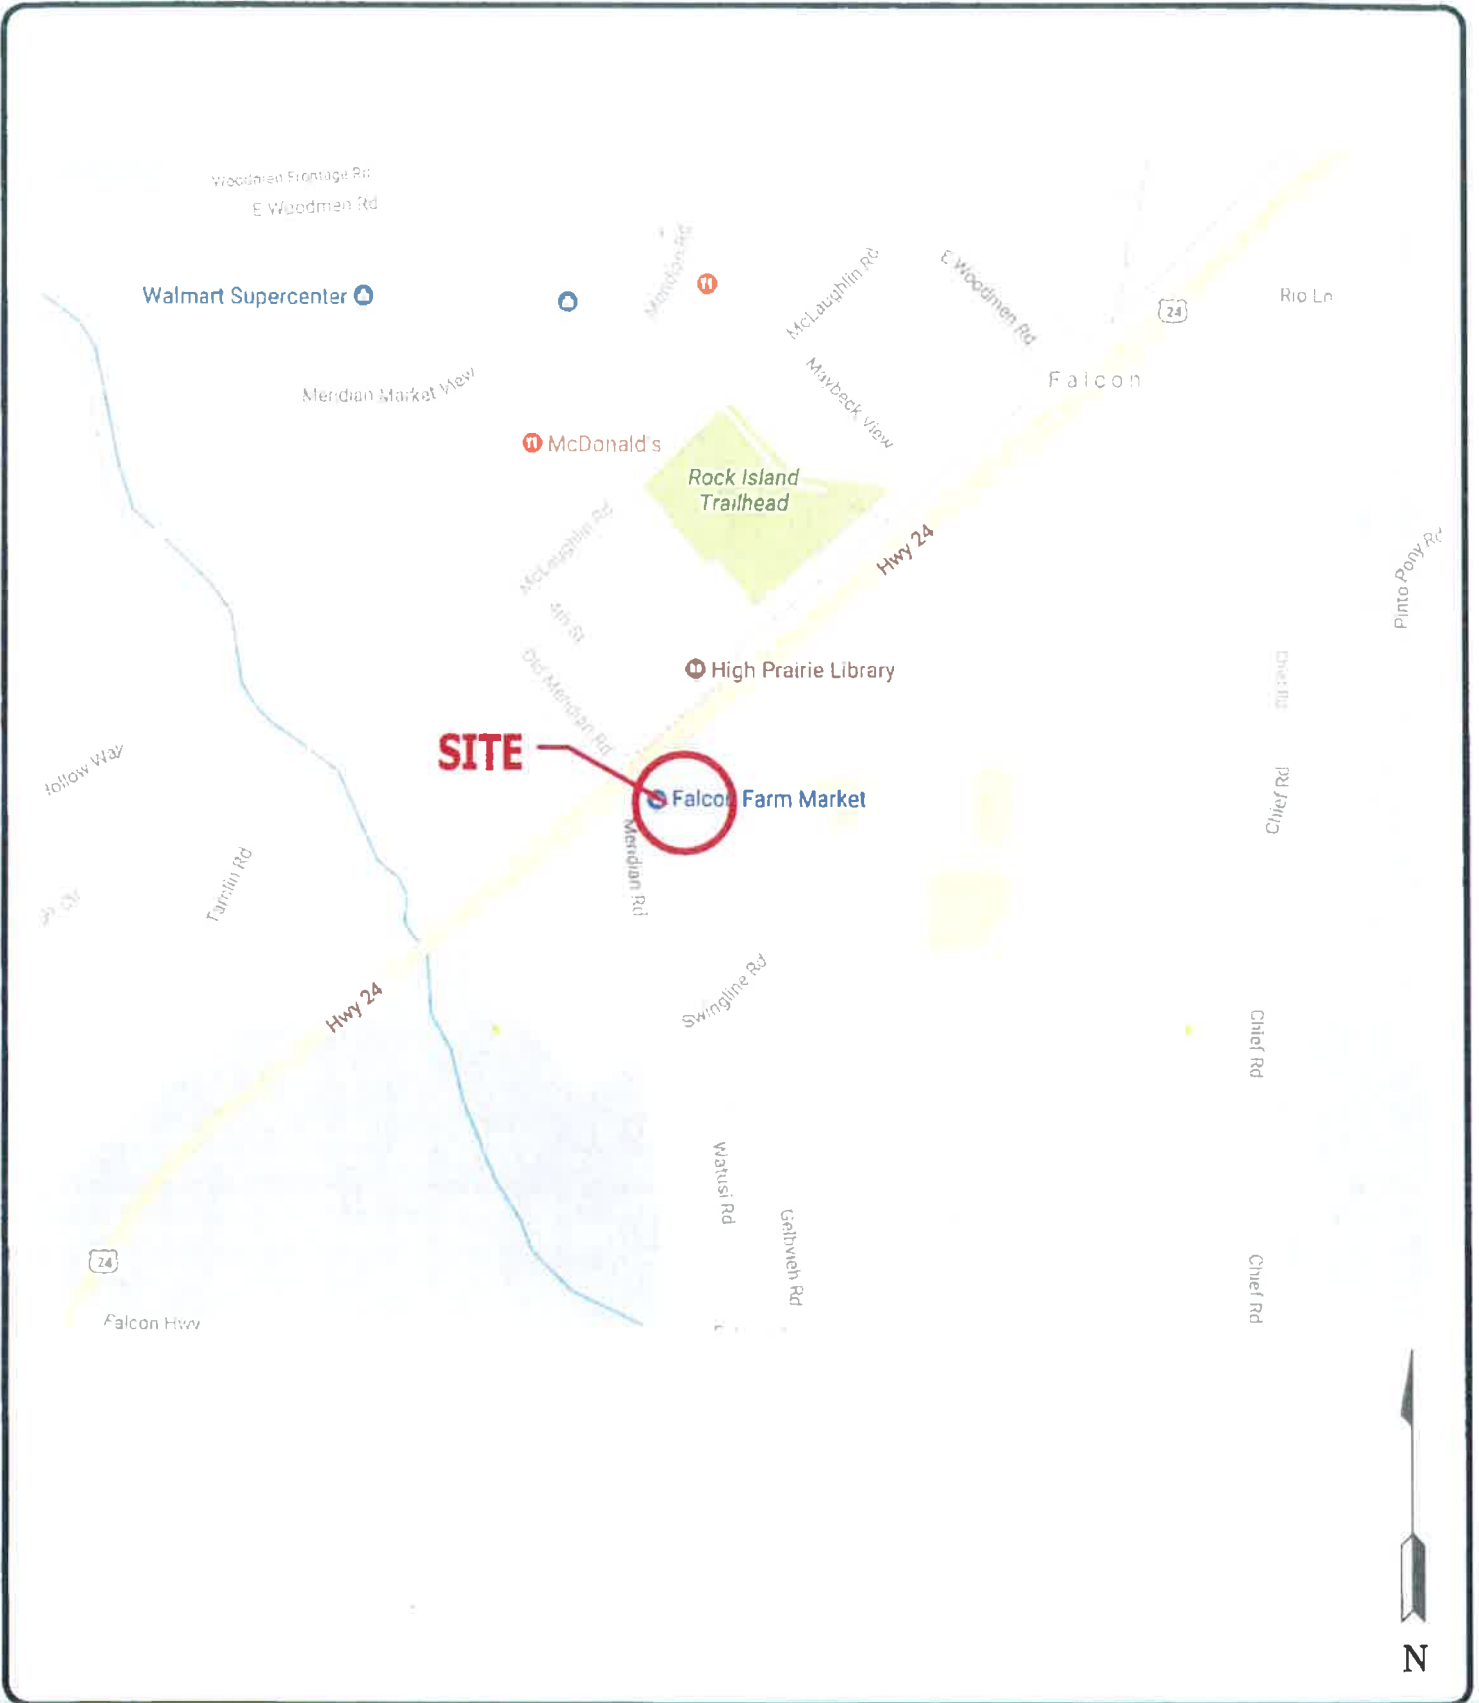 Woodmen Frontage Rd
E Woodmen Rd
Meridian Rd
McLaughlin Rd
E Woodmen Rd
Walmart Supercenter
24
Rio Ln
Meridian Market View
Maybeck View
Falcon
McDonald's
Rock Island
Trailhead
McLaughlin Rd
Hwy 24
Pinto Pony Rd
4th St
Old Meridian Rd
High Prairie Library
Chief Rd
SITE
Hollow Way
Falcon Farm Market
Chief Rd
Meridian Rd
Tamlin Rd
Swingline Rd
Hwy 24
Chief Rd
Watusi Rd
Gelbvieh Rd
24
Chief Rd
Falcon Hwy
N